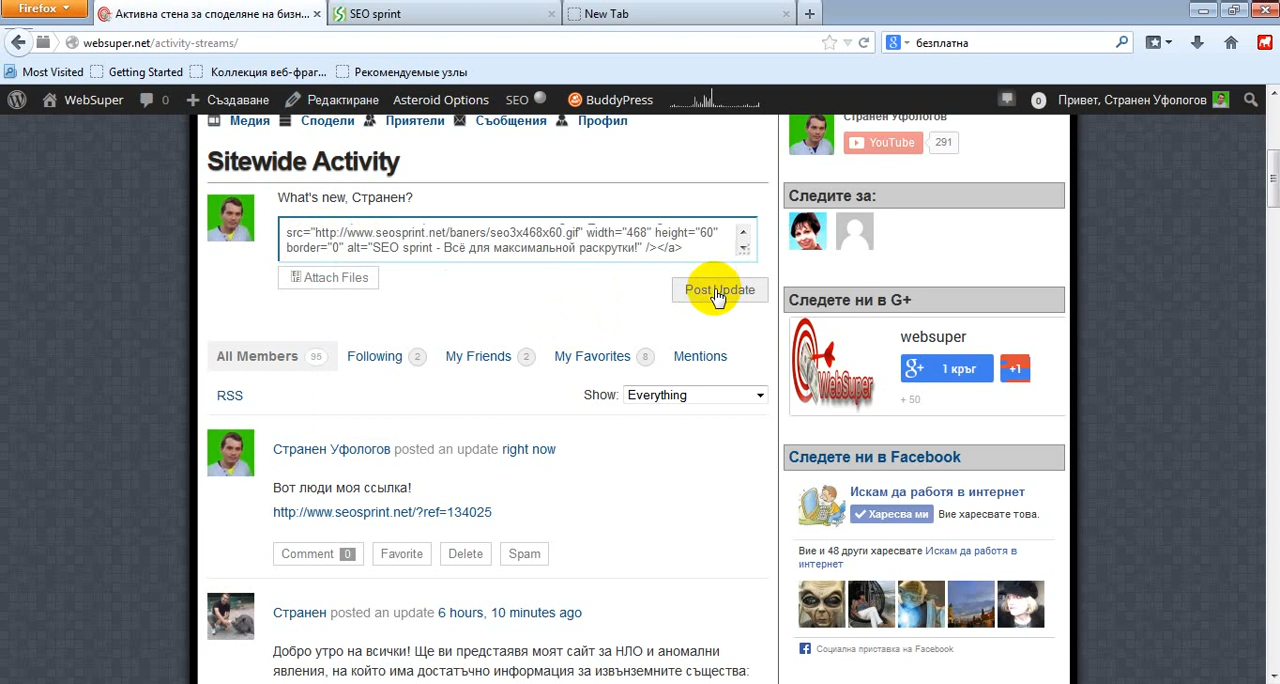 Firefox
Активна стена за споделяне на бизн...
SEO sprint
New Tab
websuper.net/activity-streams/
безплатна
Most Visited
Getting Started
Коллекция веб-фраг...
Рекомендуемые узлы
WebSuper
0
Създаване
Редактиране
Asteroid Options
SEO
BuddyPress
0
Привет, Странен Уфологов
Медия
Сподели
Приятели
Съобщения
Профил
Странен Уфологов
YouTube
291
Sitewide Activity
What's new, Странен?
src="http://www.seosprint.net/baners/seo3x468x60.gif" width="468" height="60"
border="0" alt="SEO sprint - Всё для максимальной раскрутки!" /></a>
Attach Files
Post Update
All Members 95
Following 2
My Friends 2
My Favorites 8
Mentions
RSS
Show:
Everything
Странен Уфологов posted an update right now
Вот люди моя ссылка!
http://www.seosprint.net/?ref=134025
Comment 0
Favorite
Delete
Spam
Странен posted an update 6 hours, 10 minutes ago
Добро утро на всички! Ще ви представя моят сайт за НЛО и аномални
явления, на който има достатъчно информация за извънземните същества:
Следите за:
Следете ни в G+
WebSuper
websuper
g+ 1 кръг
+1
+ 50
Следете ни в Facebook
Искам да работя в интернет
Харесва ми
Вие харесвате това.
Вие и 48 други харесвате Искам да работя в
интернет
Социална приставка на Facebook